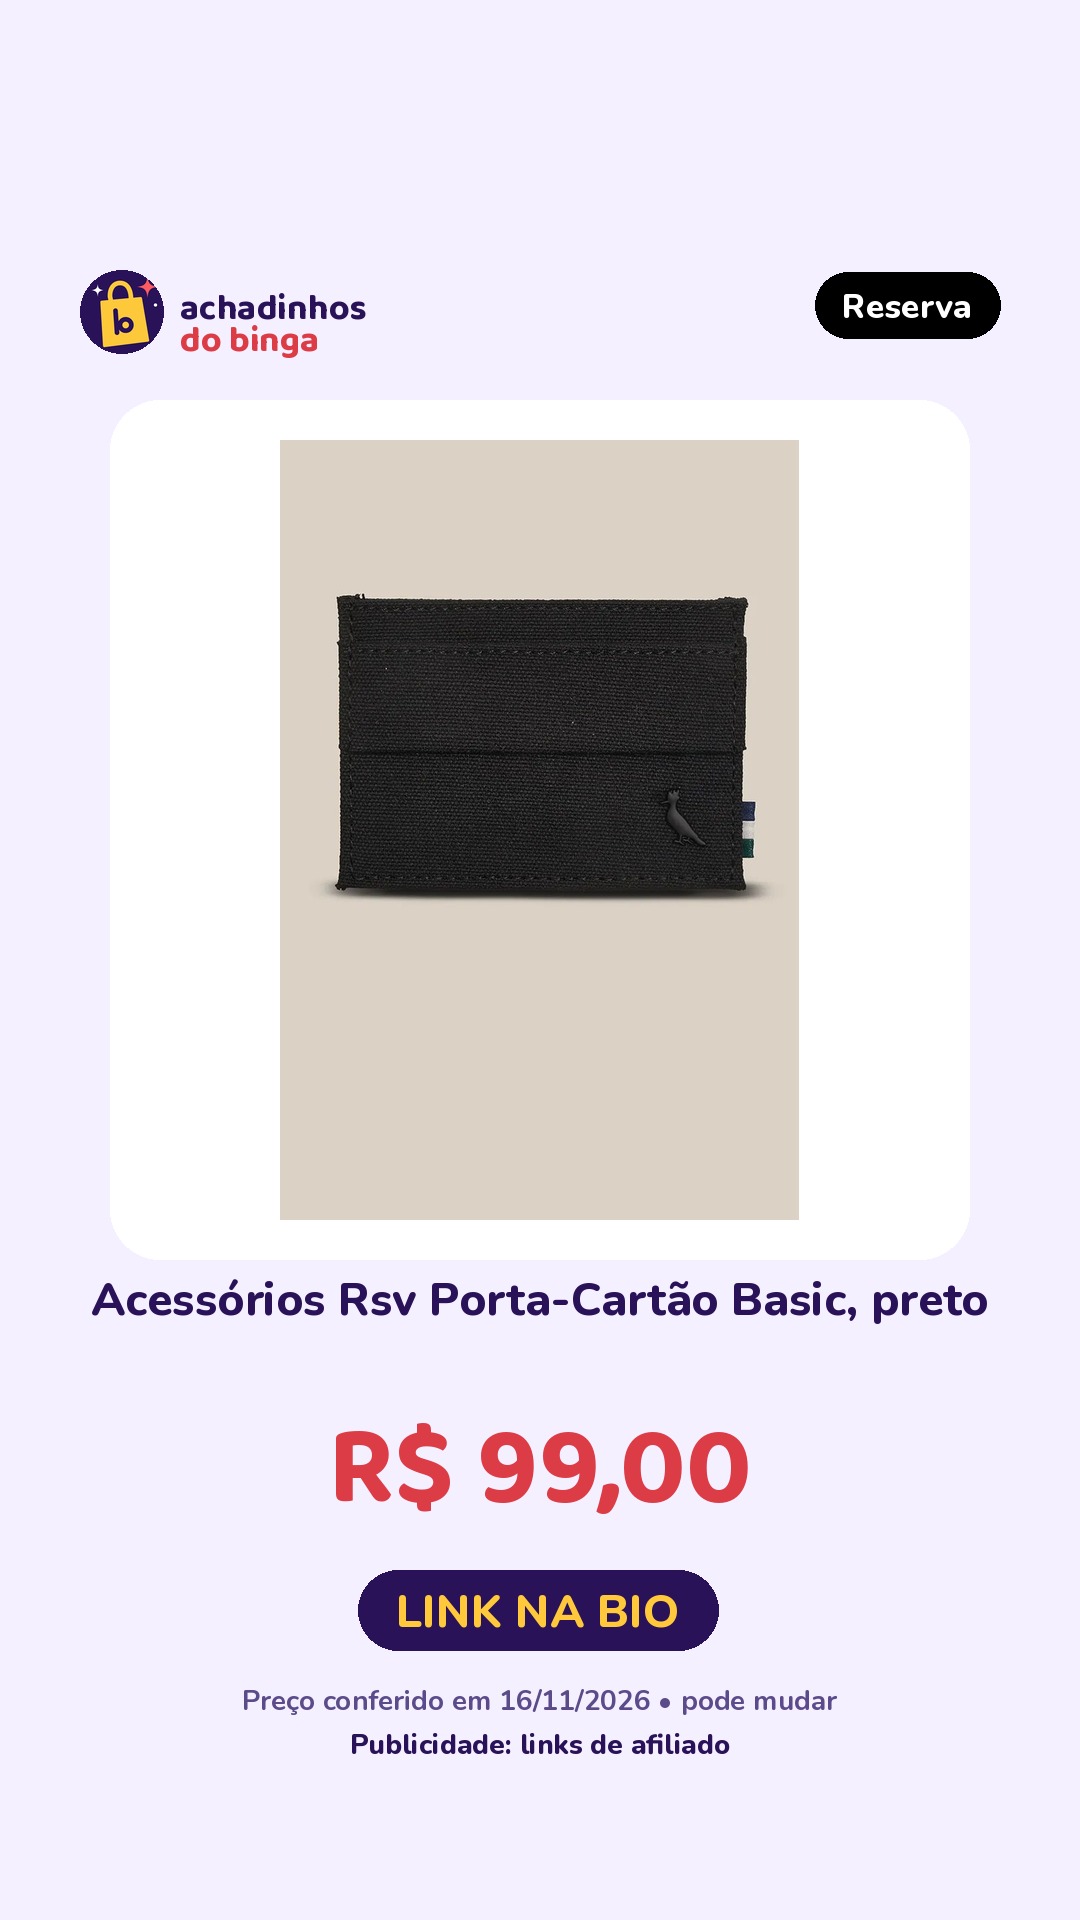 b
achadinhos
do binga
Reserva
Acessórios Rsv Porta-Cartão Basic, preto
R$ 99,00
LINK NA BIO
Preço conferido em 16/11/2026 • pode mudar
Publicidade: links de afiliado